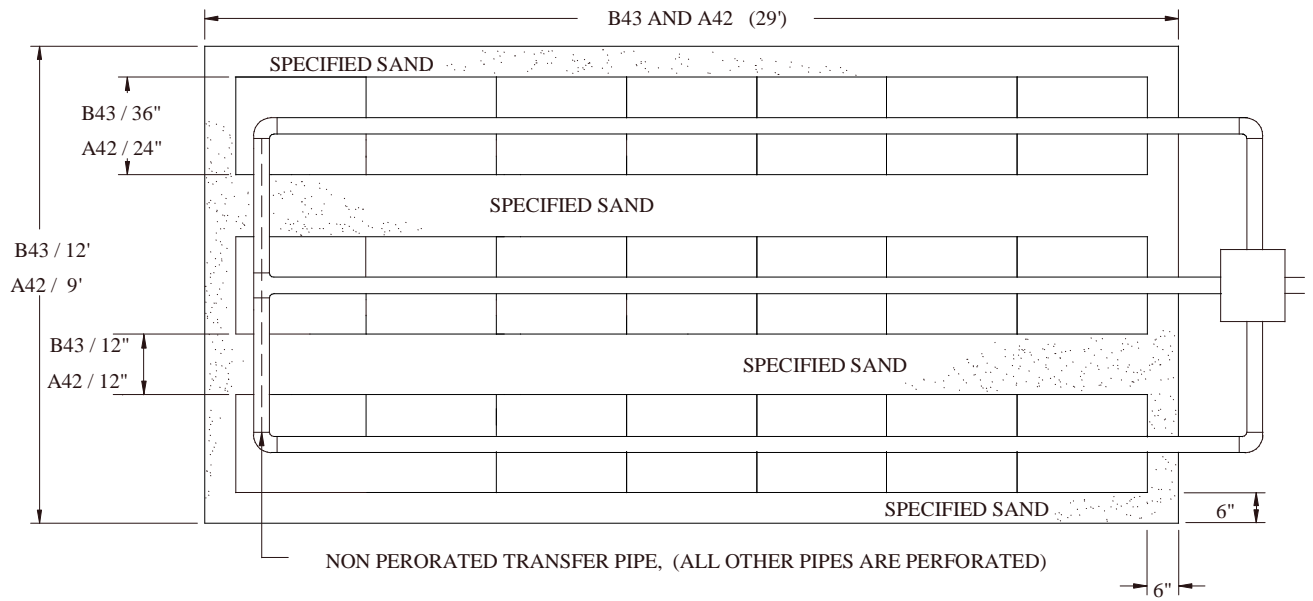 B43 AND A42 (29')
SPECIFIED SAND
B43 / 36"
A42 / 24"
SPECIFIED SAND
B43 / 12'
A42 / 9'
B43 / 12"
A42 / 12"
SPECIFIED SAND
SPECIFIED SAND
6"
NON PERORATED TRANSFER PIPE, (ALL OTHER PIPES ARE PERFORATED)
6"